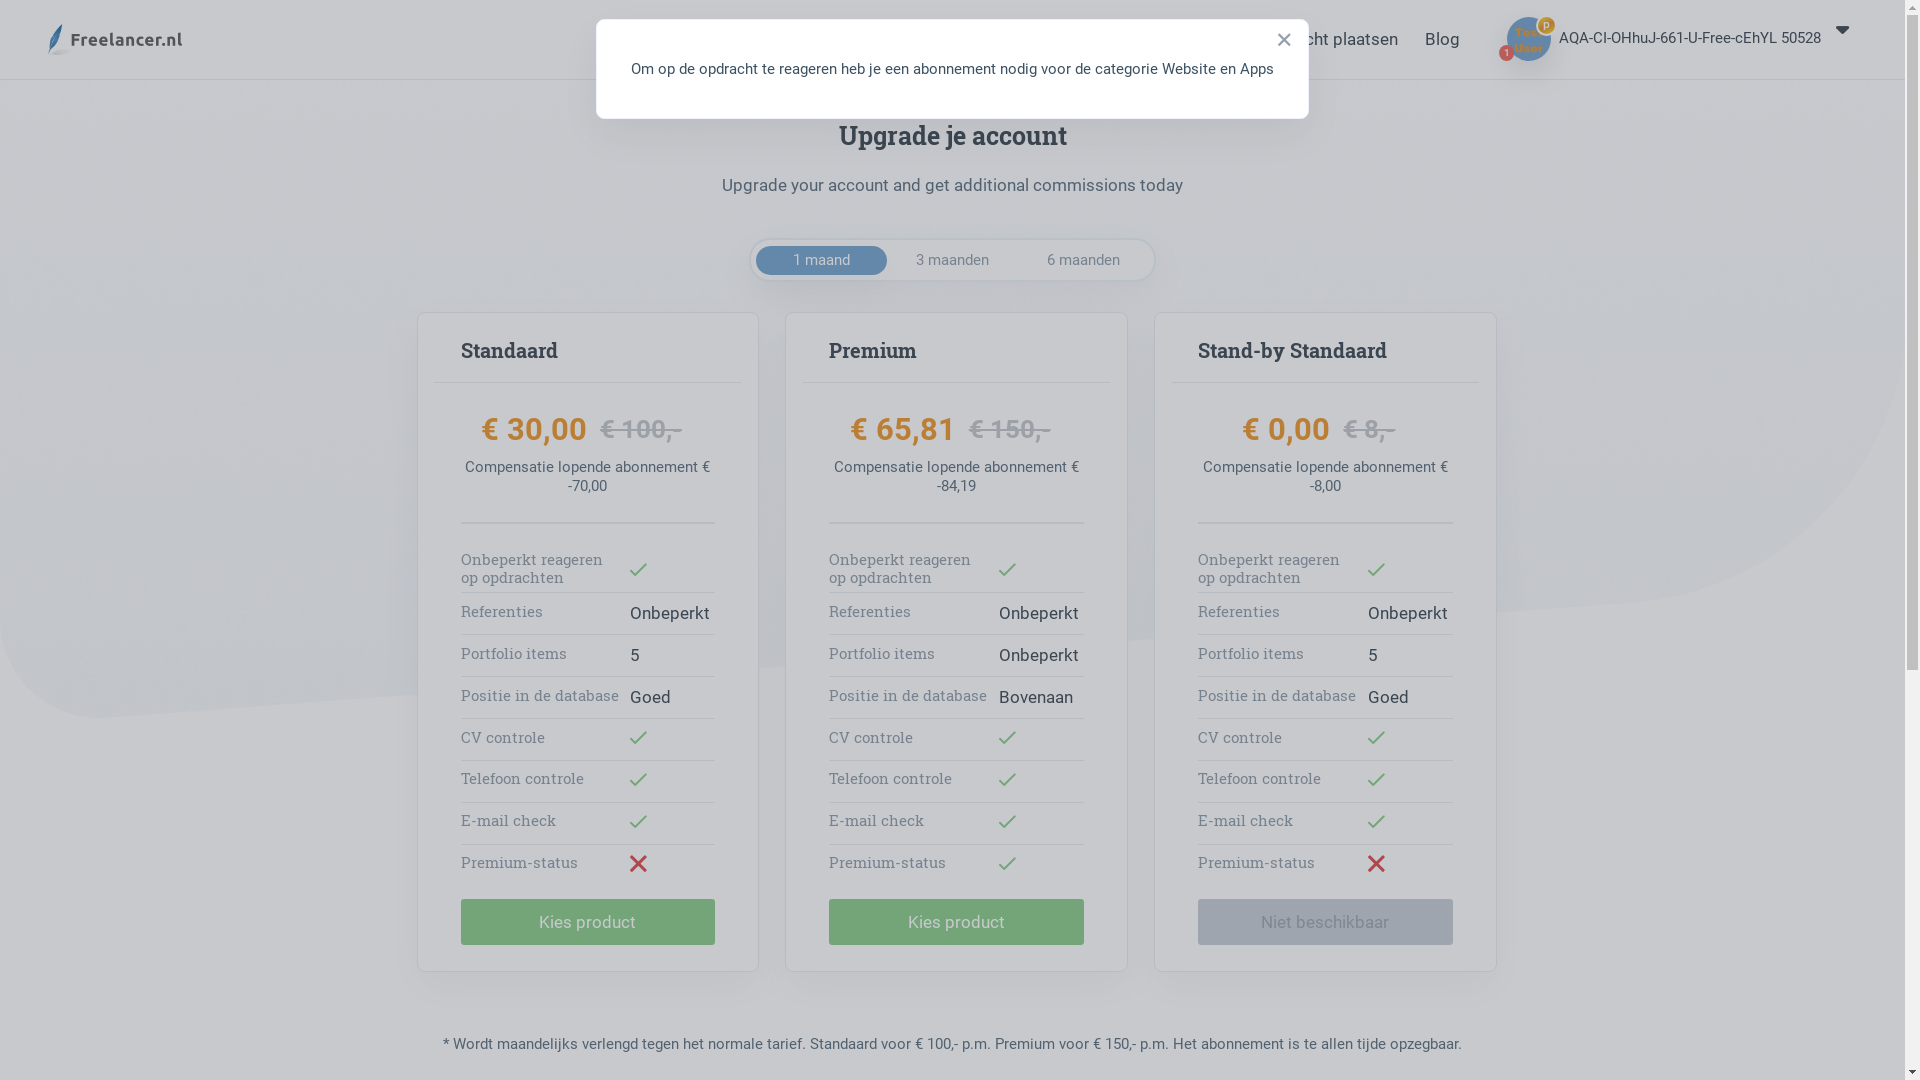 Freelancer.nl
cht plaatsen
Blog
P
1
AQA-CI-OHhuJ-661-U-Free-cEhYL 50528
Om op de opdracht te reageren heb je een abonnement nodig voor de categorie Website en Apps
Upgrade je account
Upgrade your account and get additional commissions today
1 maand
3 maanden
6 maanden
Standaard
€ 30,00 € 100,-
Compensatie lopende abonnement €
-70,00
Onbeperkt reageren
op opdrachten
Referenties Onbeperkt
Portfolio items 5
Positie in de database Goed
CV controle
Telefoon controle
E-mail check
Premium-status
Kies product
Premium
€ 65,81 € 150,-
Compensatie lopende abonnement €
-84,19
Onbeperkt reageren
op opdrachten
Referenties Onbeperkt
Portfolio items Onbeperkt
Positie in de database Bovenaan
CV controle
Telefoon controle
E-mail check
Premium-status
Kies product
Stand-by Standaard
€ 0,00 € 8,-
Compensatie lopende abonnement €
-8,00
Onbeperkt reageren
op opdrachten
Referenties Onbeperkt
Portfolio items 5
Positie in de database Goed
CV controle
Telefoon controle
E-mail check
Premium-status
Niet beschikbaar
* Wordt maandelijks verlengd tegen het normale tarief. Standaard voor € 100,- p.m. Premium voor € 150,- p.m. Het abonnement is te allen tijde opzegbaar.